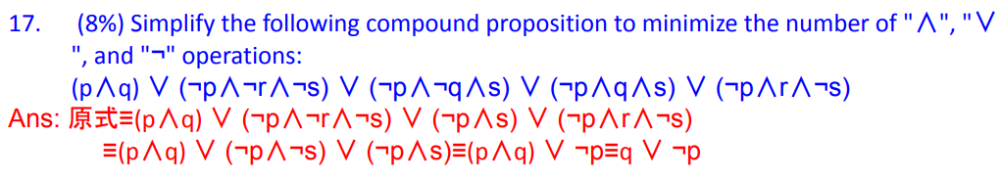 17. (8%) Simplify the following compound proposition to minimize the number of "∧", "∨
", and "¬" operations:
(p∧q) ∨ (¬p∧¬r∧¬s) ∨ (¬p∧¬q∧s) ∨ (¬p∧q∧s) ∨ (¬p∧r∧¬s)
Ans: 原式≡(p∧q) ∨ (¬p∧¬r∧¬s) ∨ (¬p∧s) ∨ (¬p∧r∧¬s)
≡(p∧q) ∨ (¬p∧¬s) ∨ (¬p∧s)≡(p∧q) ∨ ¬p≡q ∨ ¬p